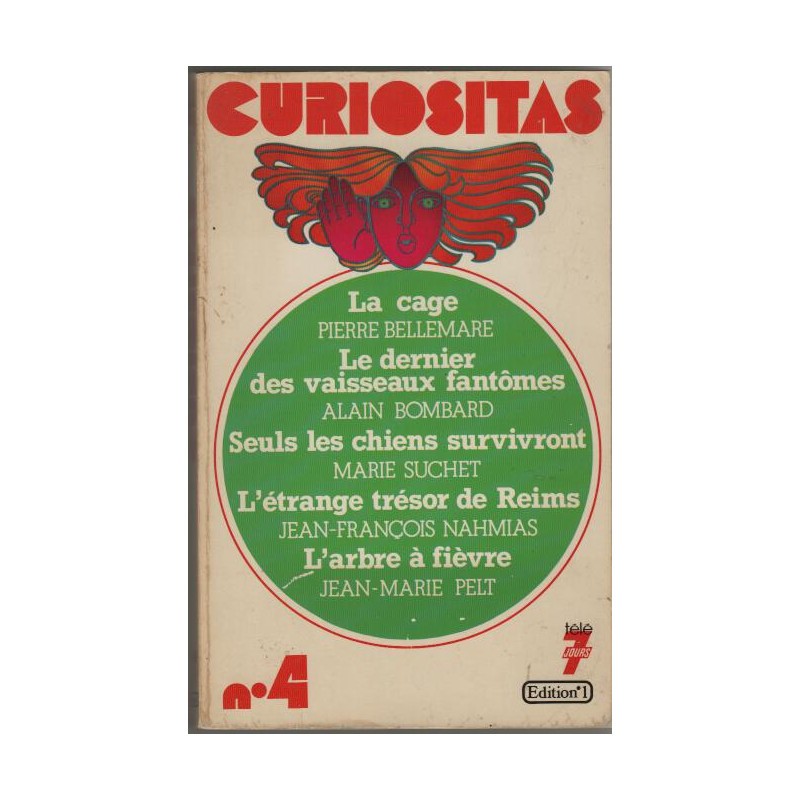 CURIOSITAS
La cage
PIERRE BELLEMARE
Le dernier
des vaisseaux fantômes
ALAIN BOMBARD
Seuls les chiens survivront
MARIE SUCHET
L'étrange trésor de Reims
JEAN-FRANÇOIS NAHMIAS
L'arbre à fièvre
JEAN-MARIE PELT
n°4
télé
7
JOURS
Edition°1